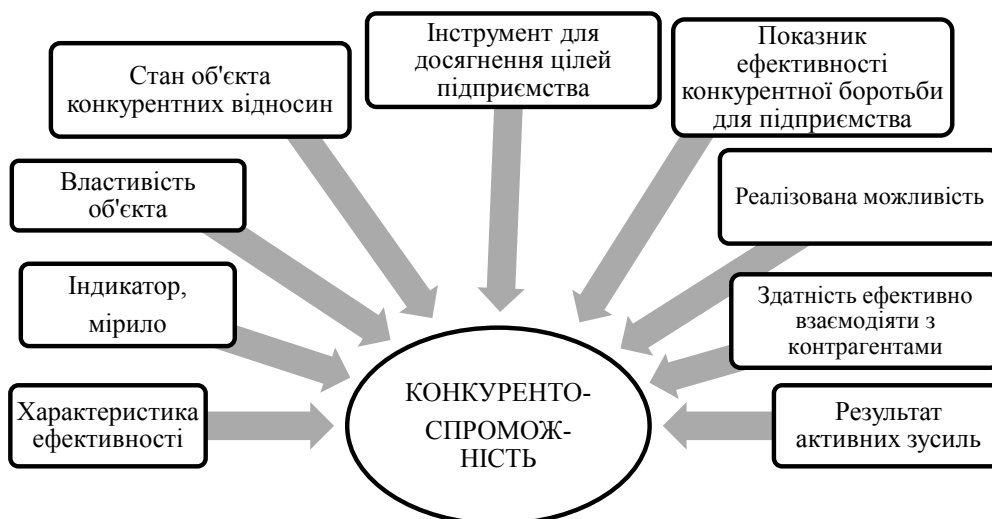 Стан об'єкта
конкурентних відносин
Інструмент для
досягнення цілей
підприємства
Показник
ефективності
конкурентної боротьби
для підприємства
Властивість
об'єкта
Реалізована можливість
Індикатор,
мірило
Здатність ефективно
взаємодіяти з
контрагентами
Характеристика
ефективності
КОНКУРЕНТО-
СПРОМОЖ-
НІСТЬ
Результат
активних зусиль